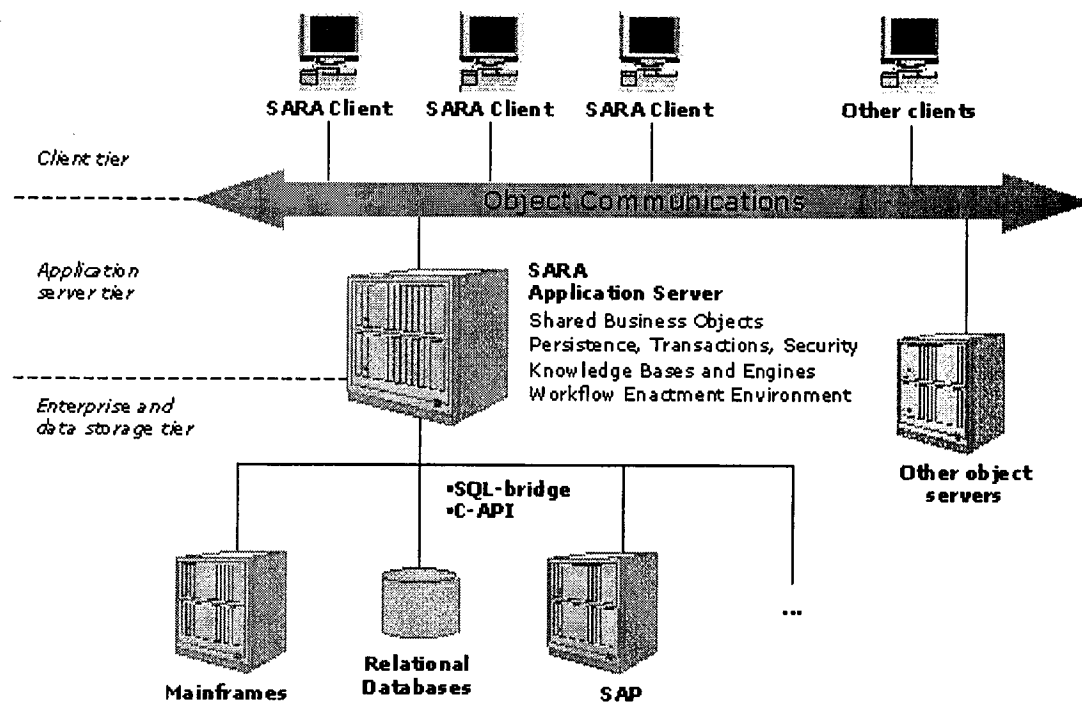 SARA Client
SARA Client
SARA Client
Other clients
Client tier
Object Communications
Application
server tier
SARA
Application Server
Shared Business Objects
Persistence, Transactions, Security
Knowledge Bases and Engines
Workflow Enactment Environment
Enterprise and
data storage tier
Other object
servers
▪SQL-bridge
▪C-API
...
Mainframes
Relational
Databases
SAP